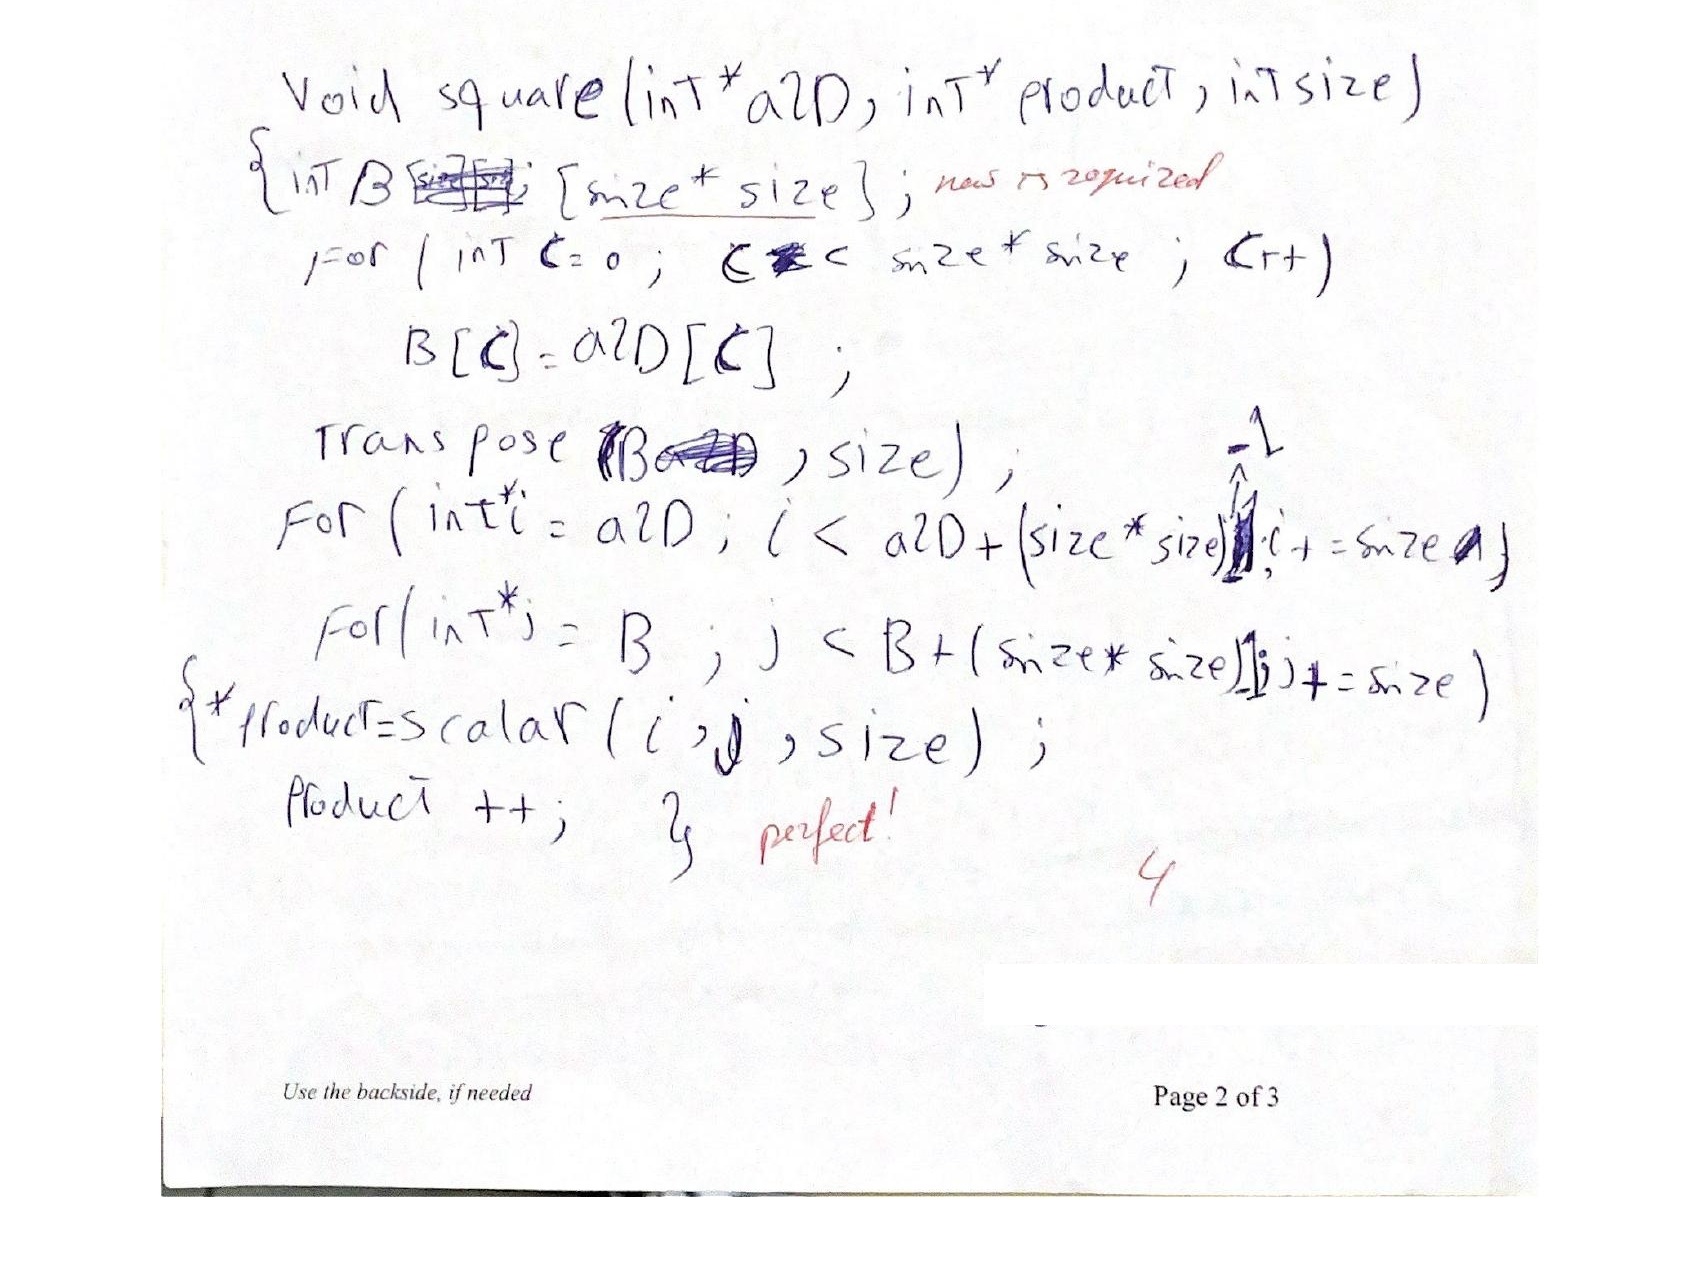 Void square (int* a2D, int* product, int size)
{ int B [size * size]; new is required
For ( int C = 0 ; C < size * size ; C++)
B [C] = a2D [C] ;
Transpose (B , size) ;
-1
For ( int* i = a2D ; i < a2D + (size * size) ; i += size )
For ( int* j = B ; j < B + ( size * size)-1; j += size )
{ *product = scalar ( i , j , size ) ;
Product ++ ; } perfect!
4
Use the backside, if needed
Page 2 of 3